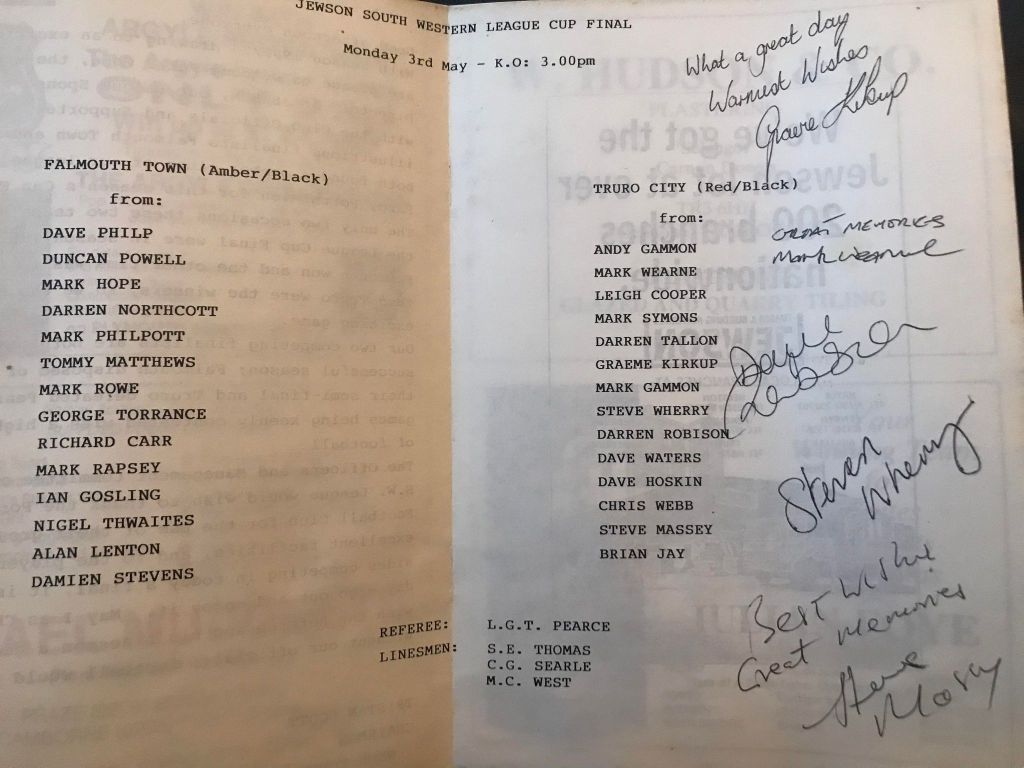 JEWSON SOUTH WESTERN LEAGUE CUP FINAL
Monday 3rd May - K.O: 3.00pm
FALMOUTH TOWN (Amber/Black)
from:
DAVE PHILP
DUNCAN POWELL
MARK HOPE
DARREN NORTHCOTT
MARK PHILPOTT
TOMMY MATTHEWS
MARK ROWE
GEORGE TORRANCE
RICHARD CARR
MARK RAPSEY
IAN GOSLING
NIGEL THWAITES
ALAN LENTON
DAMIEN STEVENS
What a great day
Warmest Wishes
Graeme Kirkup
TRURO CITY (Red/Black)
from:
ANDY GAMMON
MARK WEARNE
LEIGH COOPER
MARK SYMONS
DARREN TALLON
GRAEME KIRKUP
MARK GAMMON
STEVE WHERRY
DARREN ROBISON
DAVE WATERS
DAVE HOSKIN
CHRIS WEBB
STEVE MASSEY
BRIAN JAY
GREAT MEMORIES
Mark Wearne
Steven
Wherry
Best Wishes
Great Memories
Steve
Massey
REFEREE: L.G.T. PEARCE
LINESMEN: S.E. THOMAS
C.G. SEARLE
M.C. WEST